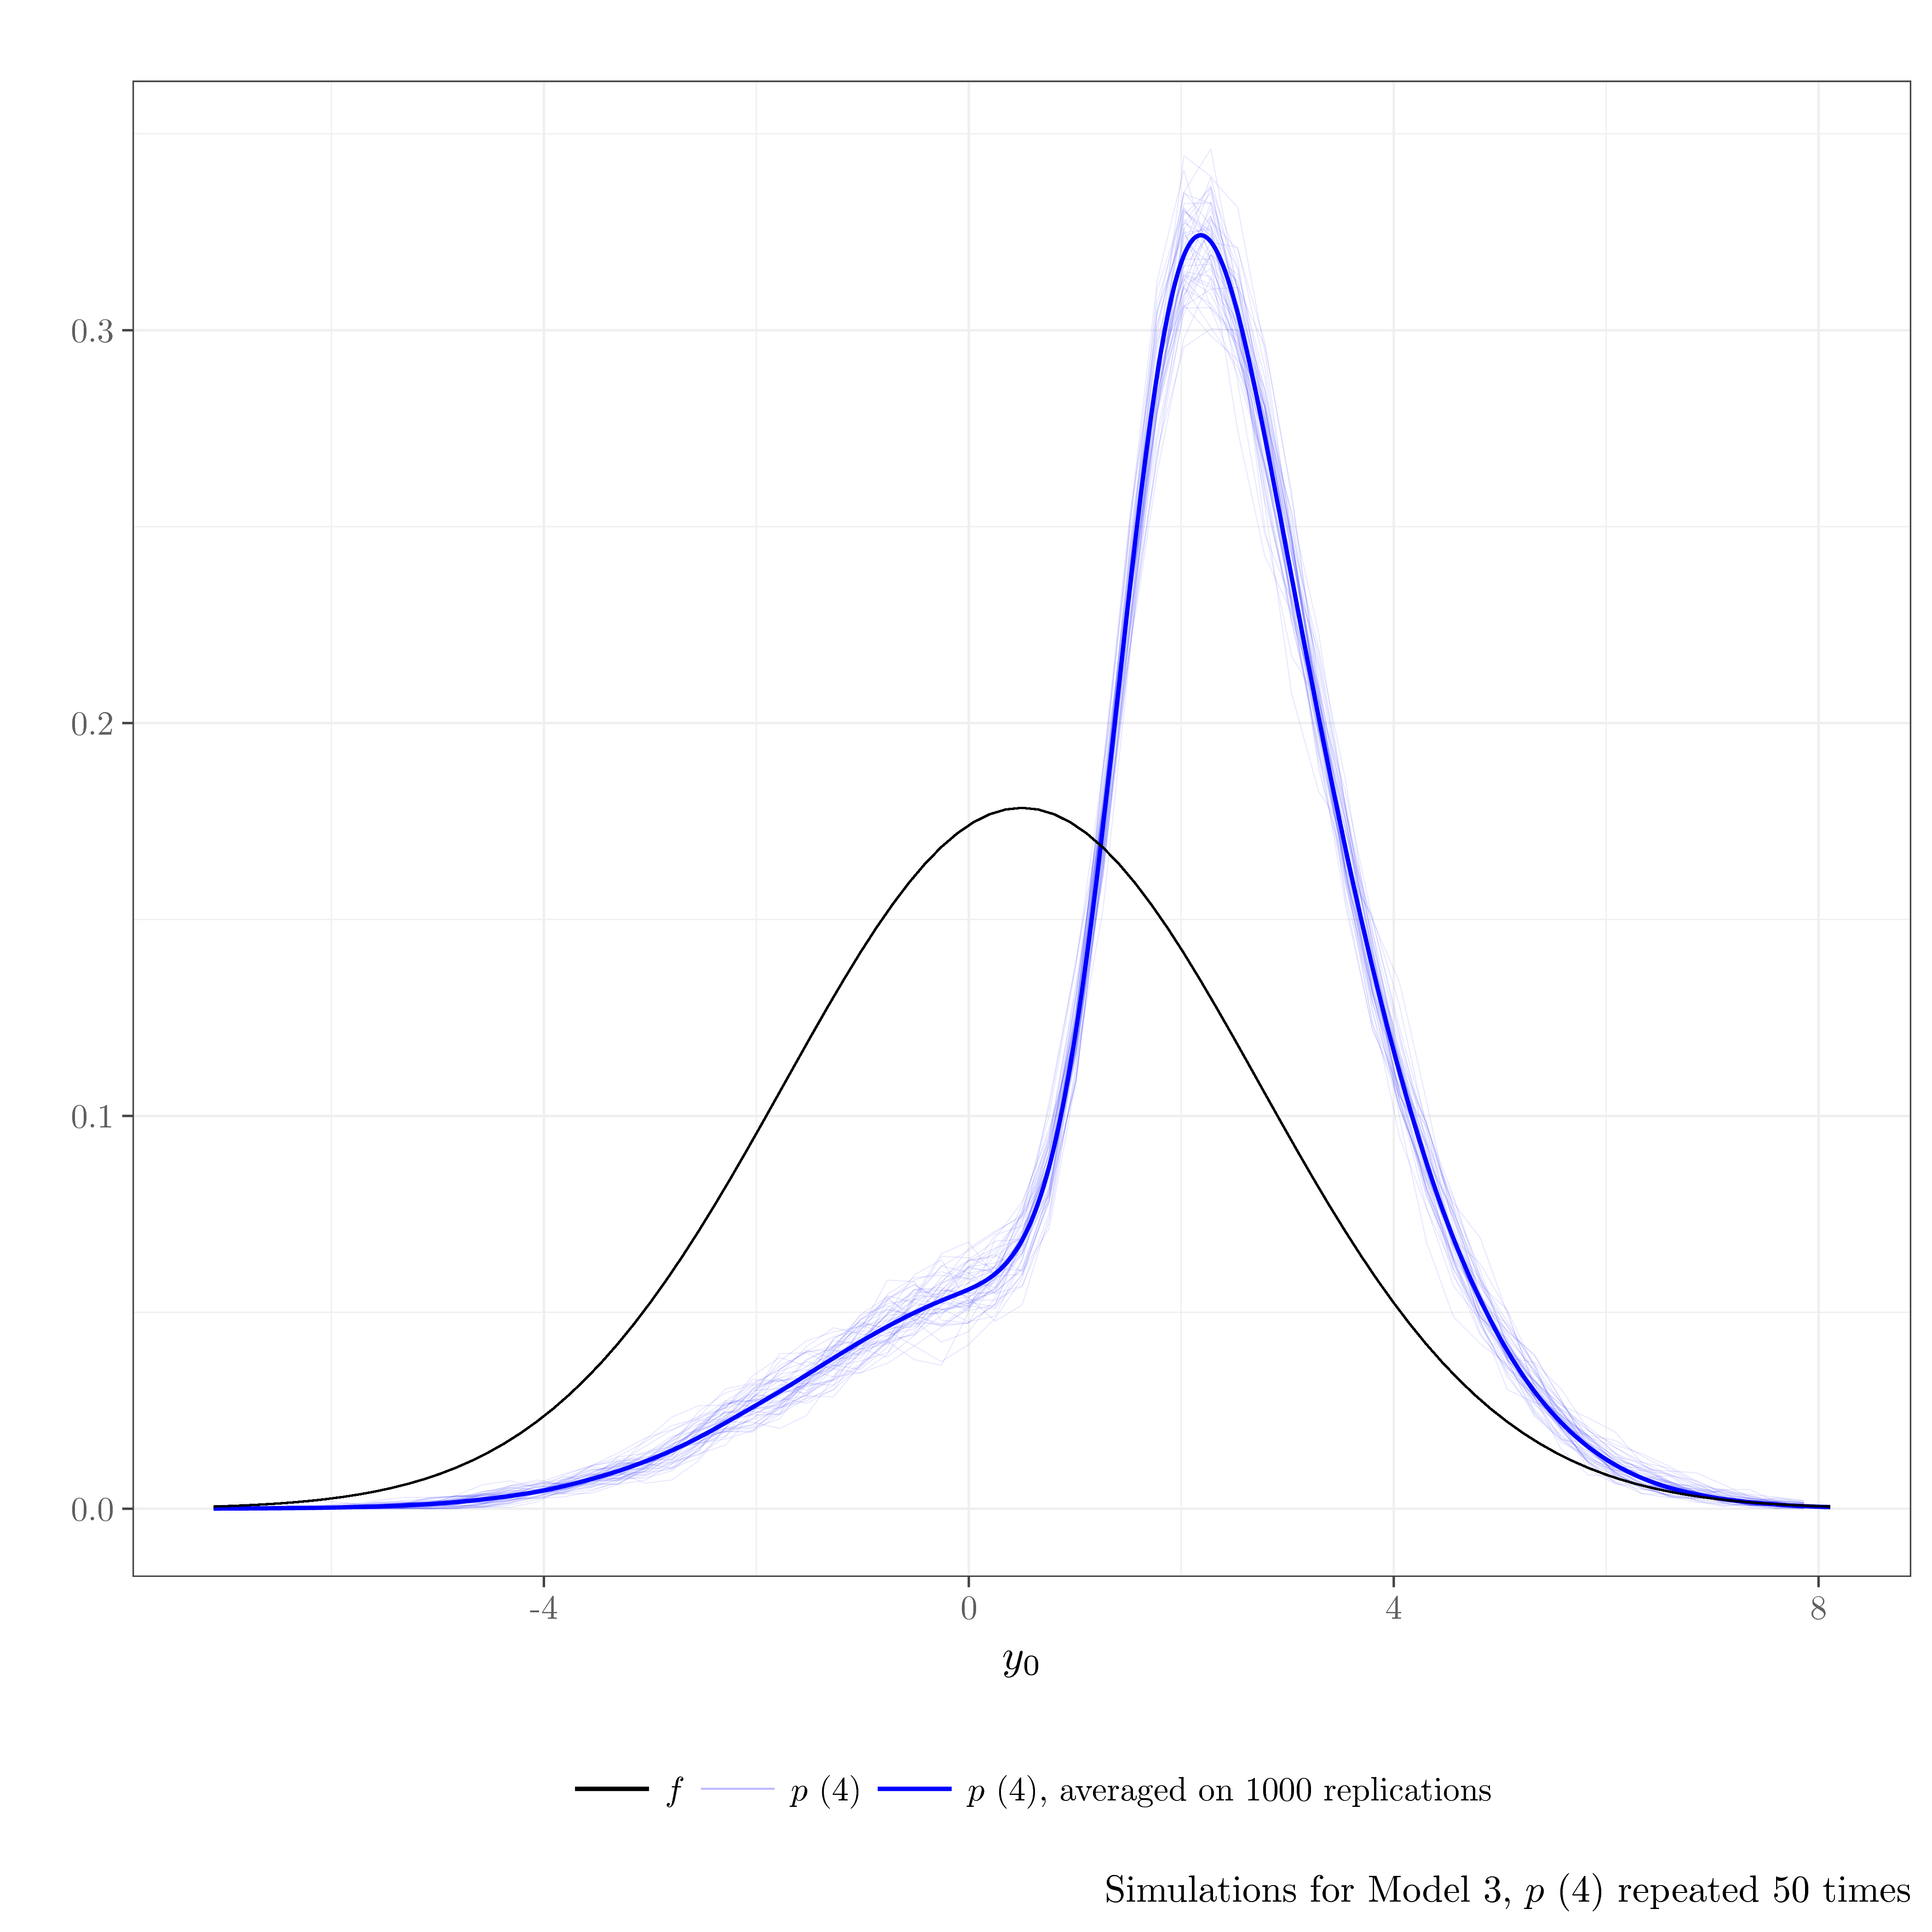 0.3
0.2
0.1
0.0
-4 0 4 8
y₀
f p (4) p (4), averaged on 1000 replications
Simulations for Model 3, p (4) repeated 50 times